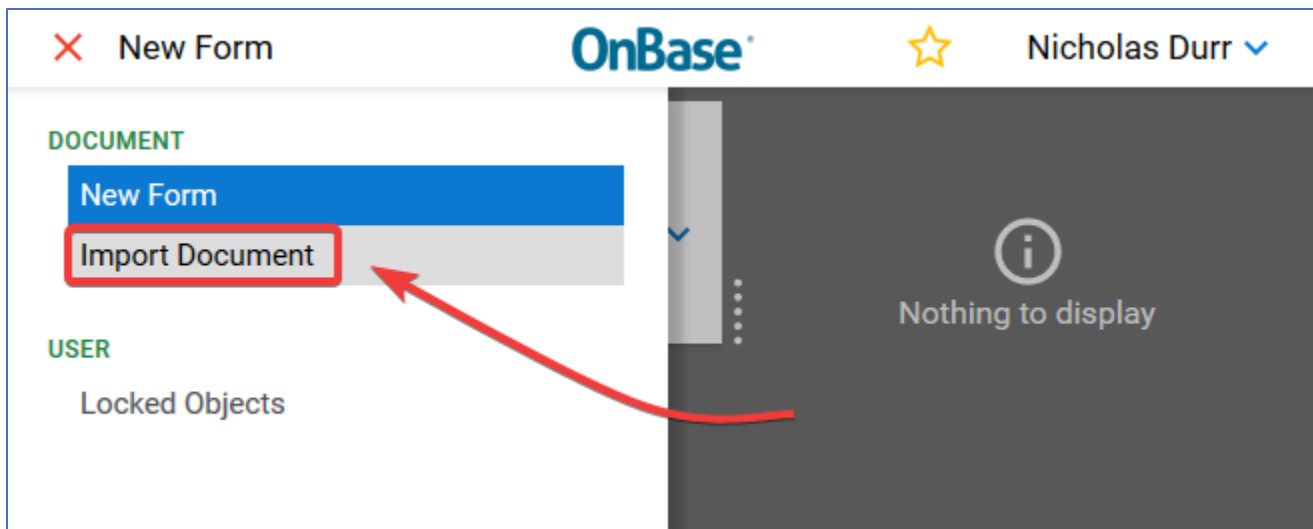 New Form
OnBase
Nicholas Durr
DOCUMENT
New Form
Import Document
USER
Locked Objects
Nothing to display